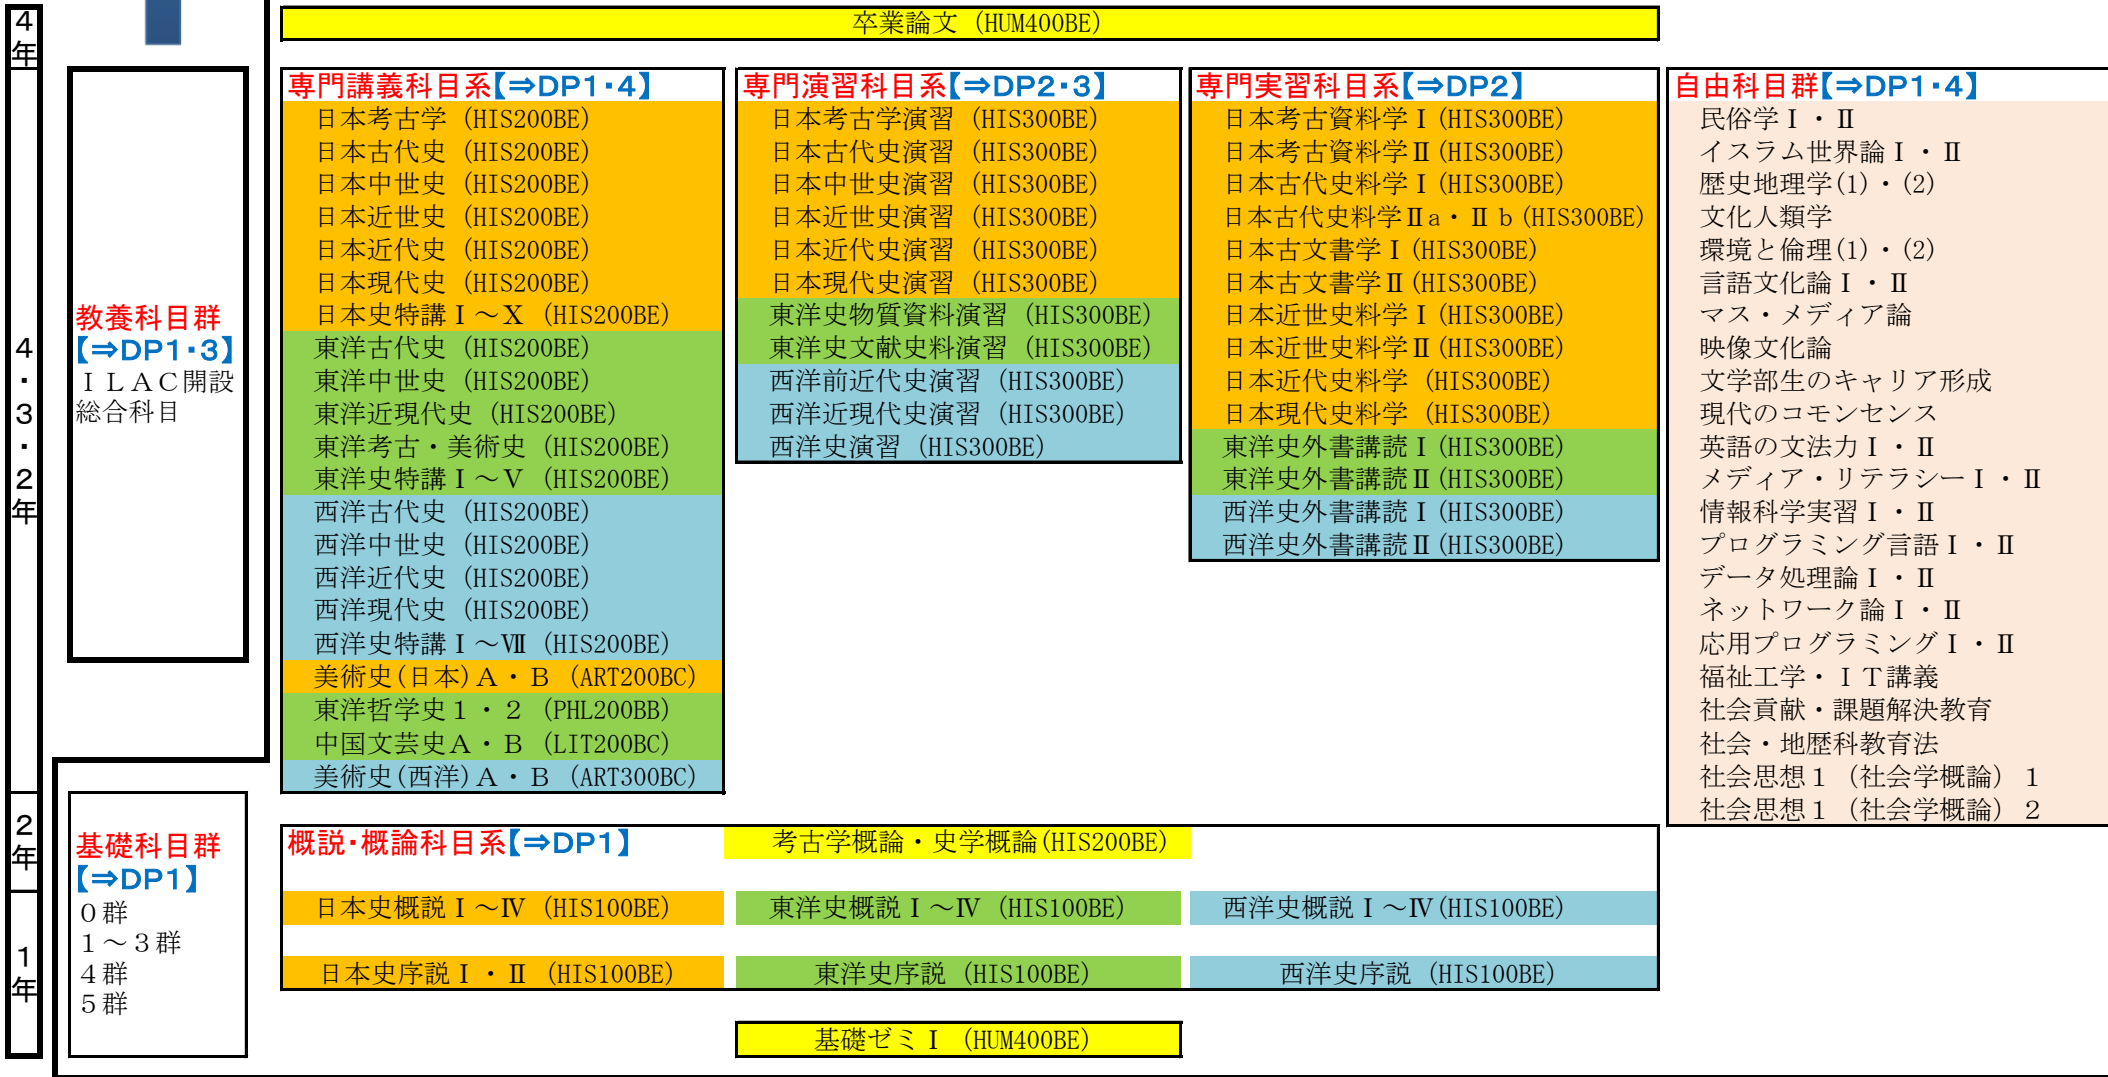 4
年
卒業論文 (HUM400BE)
4
・
3
・
2
年
教養科目群
【⇒DP1・3】
ＩＬＡＣ開設
総合科目
専門講義科目系【⇒DP1・4】
日本考古学 (HIS200BE)
日本古代史 (HIS200BE)
日本中世史 (HIS200BE)
日本近世史 (HIS200BE)
日本近代史 (HIS200BE)
日本現代史 (HIS200BE)
日本史特講Ⅰ～Ⅹ (HIS200BE)
東洋古代史 (HIS200BE)
東洋中世史 (HIS200BE)
東洋近現代史 (HIS200BE)
東洋考古・美術史 (HIS200BE)
東洋史特講Ⅰ～Ⅴ (HIS200BE)
西洋古代史 (HIS200BE)
西洋中世史 (HIS200BE)
西洋近代史 (HIS200BE)
西洋現代史 (HIS200BE)
西洋史特講Ⅰ～Ⅶ (HIS200BE)
美術史(日本)Ａ・Ｂ (ART200BC)
東洋哲学史１・２ (PHL200BB)
中国文芸史Ａ・Ｂ (LIT200BC)
美術史(西洋)Ａ・Ｂ (ART300BC)
専門演習科目系【⇒DP2・3】
日本考古学演習 (HIS300BE)
日本古代史演習 (HIS300BE)
日本中世史演習 (HIS300BE)
日本近世史演習 (HIS300BE)
日本近代史演習 (HIS300BE)
日本現代史演習 (HIS300BE)
東洋史物質資料演習 (HIS300BE)
東洋史文献史料演習 (HIS300BE)
西洋前近代史演習 (HIS300BE)
西洋近現代史演習 (HIS300BE)
西洋史演習 (HIS300BE)
専門実習科目系【⇒DP2】
日本考古資料学Ⅰ(HIS300BE)
日本考古資料学Ⅱ(HIS300BE)
日本古代史料学Ⅰ(HIS300BE)
日本古代史料学Ⅱａ・Ⅱｂ(HIS300BE)
日本古文書学Ⅰ(HIS300BE)
日本古文書学Ⅱ(HIS300BE)
日本近世史料学Ⅰ(HIS300BE)
日本近世史料学Ⅱ(HIS300BE)
日本近代史料学 (HIS300BE)
日本現代史料学 (HIS300BE)
東洋史外書講読Ⅰ(HIS300BE)
東洋史外書講読Ⅱ(HIS300BE)
西洋史外書講読Ⅰ(HIS300BE)
西洋史外書講読Ⅱ(HIS300BE)
自由科目群【⇒DP1・4】
民俗学Ⅰ・Ⅱ
イスラム世界論Ⅰ・Ⅱ
歴史地理学(1)・(2)
文化人類学
環境と倫理(1)・(2)
言語文化論Ⅰ・Ⅱ
マス・メディア論
映像文化論
文学部生のキャリア形成
現代のコモンセンス
英語の文法力Ⅰ・Ⅱ
メディア・リテラシーⅠ・Ⅱ
情報科学実習Ⅰ・Ⅱ
プログラミング言語Ⅰ・Ⅱ
データ処理論Ⅰ・Ⅱ
ネットワーク論Ⅰ・Ⅱ
応用プログラミングⅠ・Ⅱ
福祉工学・ＩＴ講義
社会貢献・課題解決教育
社会・地歴科教育法
社会思想１ (社会学概論) １
社会思想１ (社会学概論) ２
2
年
1
年
基礎科目群
【⇒DP1】
０群
１～３群
４群
５群
概説・概論科目系【⇒DP1】
考古学概論・史学概論(HIS200BE)
日本史概説Ⅰ～Ⅳ (HIS100BE)
東洋史概説Ⅰ～Ⅳ (HIS100BE)
西洋史概説Ⅰ～Ⅳ(HIS100BE)
日本史序説Ⅰ・Ⅱ (HIS100BE)
東洋史序説 (HIS100BE)
西洋史序説 (HIS100BE)
基礎ゼミⅠ (HUM400BE)